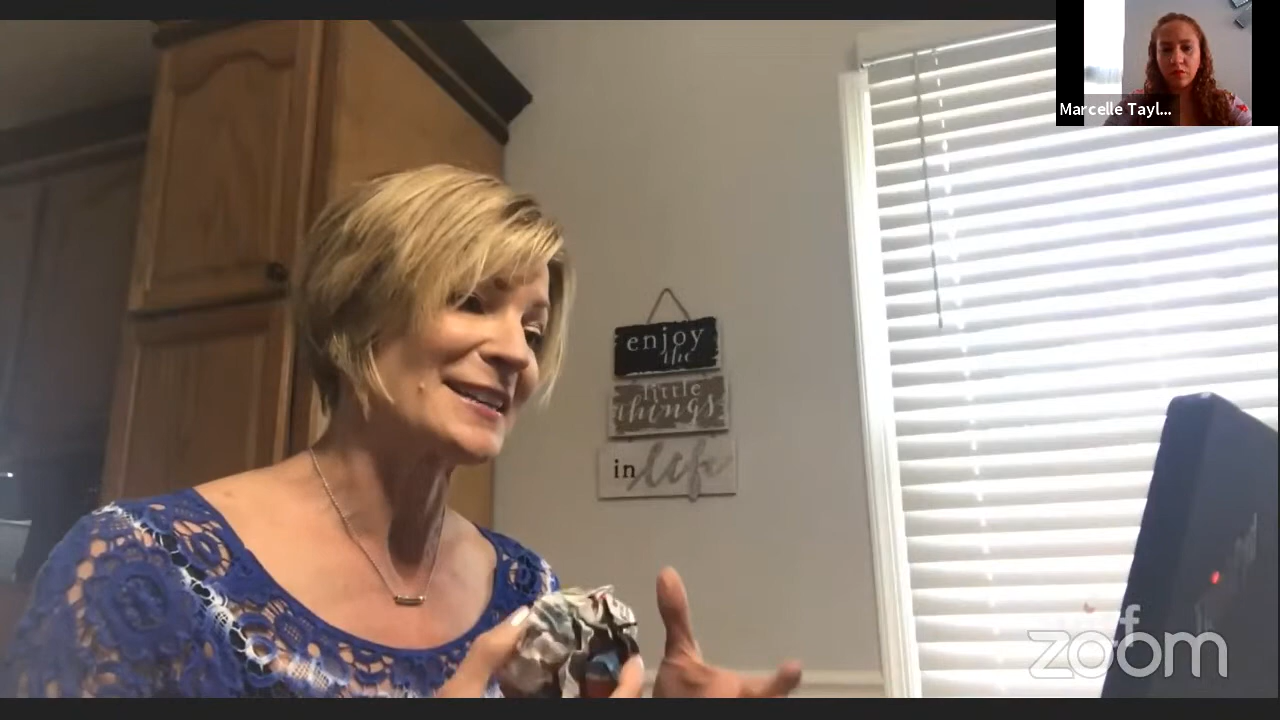 Marcelle Tayl...
enjoy
the
little
things
in life
zoom